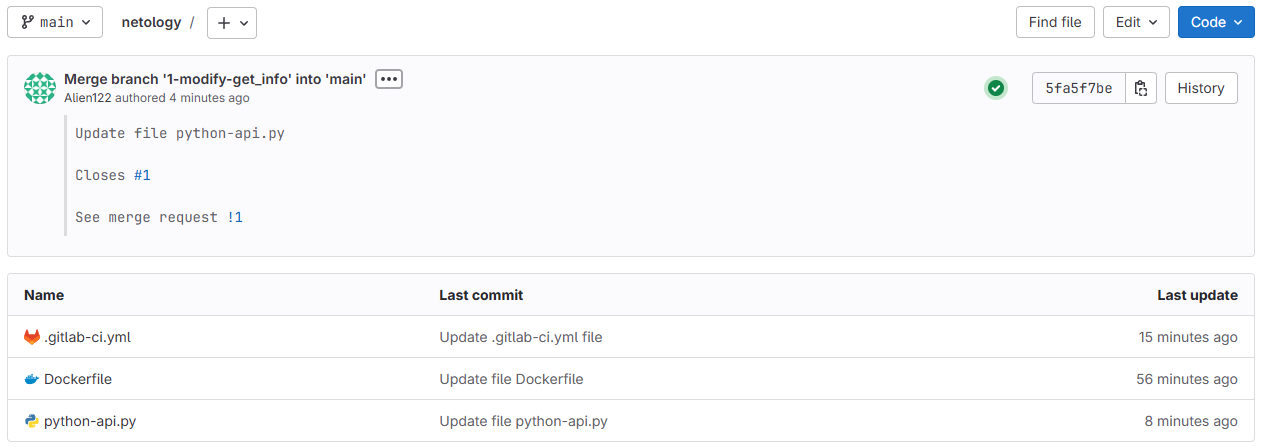 main netology / + Find file Edit Code
Merge branch '1-modify-get_info' into 'main' •••
Alien122 authored 4 minutes ago 5fa5f7be History
Update file python-api.py
Closes #1
See merge request !1
Name Last commit Last update
.gitlab-ci.yml Update .gitlab-ci.yml file 15 minutes ago
Dockerfile Update file Dockerfile 56 minutes ago
python-api.py Update file python-api.py 8 minutes ago